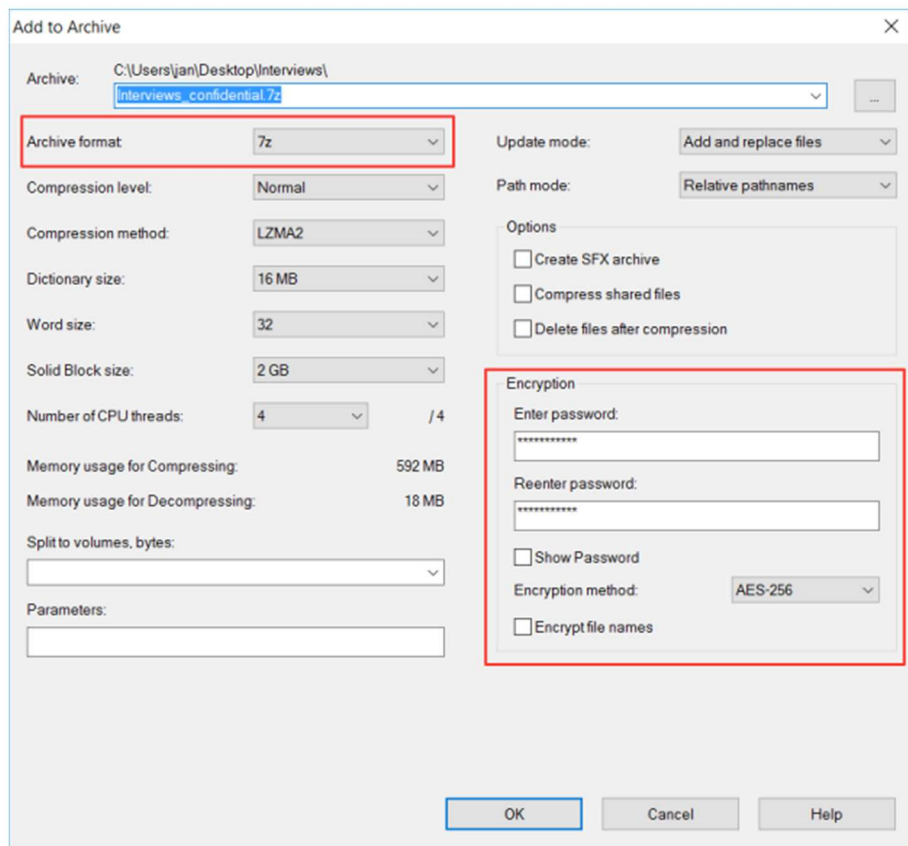 Add to Archive
Archive:
C:\Users\jan\Desktop\Interviews\
Interviews_confidential.7z
...
Archive format
7z
Compression level:
Normal
Compression method:
LZMA2
Dictionary size:
16 MB
Word size:
32
Solid Block size:
2 GB
Number of CPU threads:
4
/ 4
Memory usage for Compressing:
592 MB
Memory usage for Decompressing:
18 MB
Split to volumes, bytes:
Parameters:
Update mode:
Add and replace files
Path mode:
Relative pathnames
Options
Create SFX archive
Compress shared files
Delete files after compression
Encryption
Enter password:
***********
Reenter password:
***********
Show Password
Encryption method:
AES-256
Encrypt file names
OK
Cancel
Help